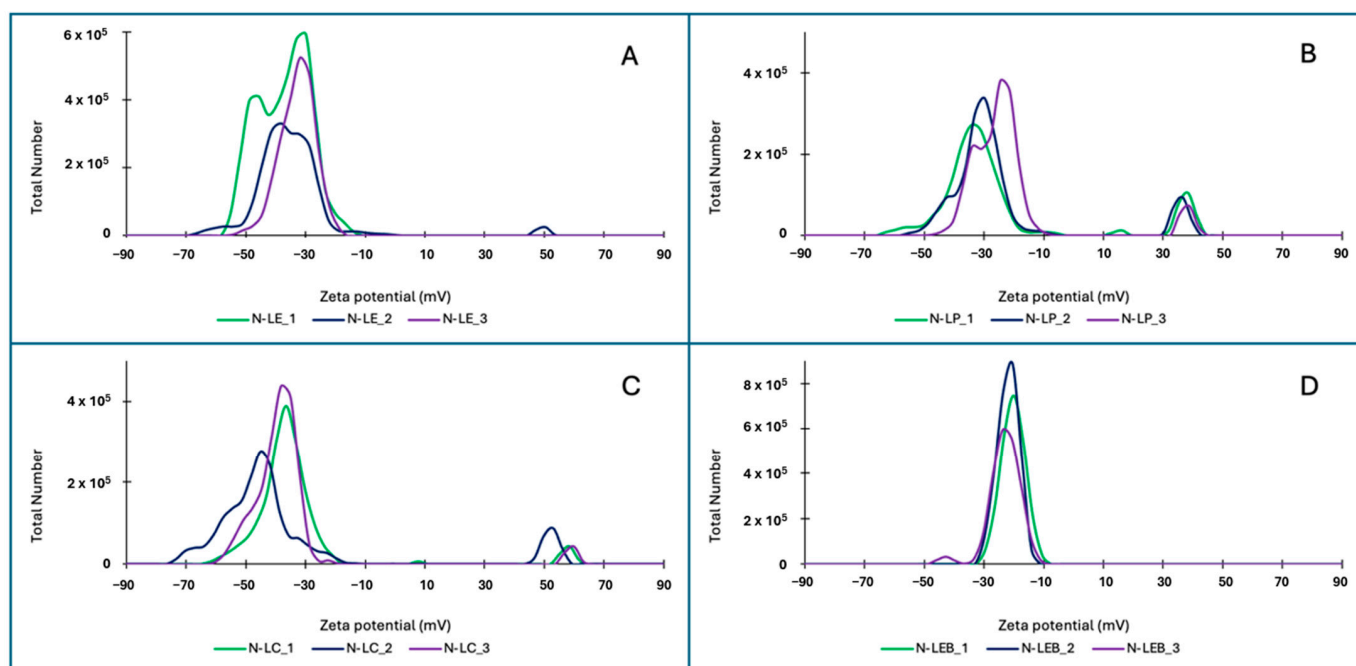 A
6 x 10⁵
4 x 10⁵
2 x 10⁵
0
Total Number
−90 −70 −50 −30 −10 10 30 50 70 90
Zeta potential (mV)
N-LE_1 N-LE_2 N-LE_3
B
4 x 10⁵
2 x 10⁵
0
Total Number
−90 −70 −50 −30 −10 10 30 50 70 90
Zeta potential (mV)
N-LP_1 N-LP_2 N-LP_3
C
4 x 10⁵
2 x 10⁵
0
Total Number
−90 −70 −50 −30 −10 10 30 50 70 90
Zeta potential (mV)
N-LC_1 N-LC_2 N-LC_3
D
8 x 10⁵
6 x 10⁵
4 x 10⁵
2 x 10⁵
0
Total Number
−90 −70 −50 −30 −10 10 30 50 70 90
Zeta potential (mV)
N-LEB_1 N-LEB_2 N-LEB_3